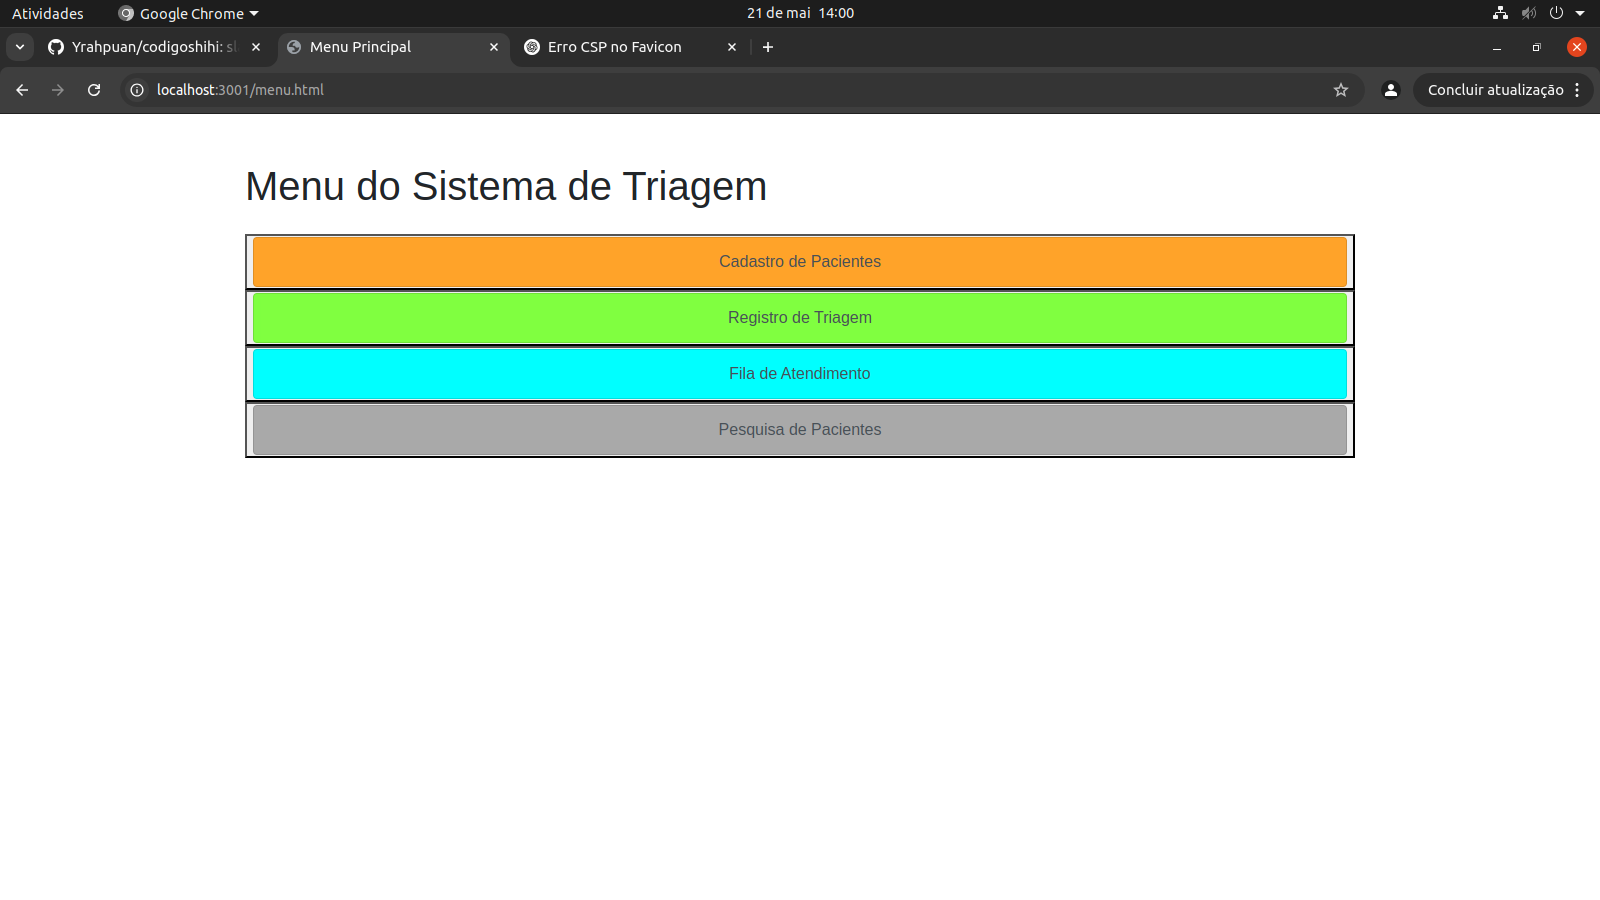 Atividades Google Chrome 21 de mai 14:00
Yrahpuan/codigoshihi: sl Menu Principal Erro CSP no Favicon
localhost:3001/menu.html Concluir atualização
Menu do Sistema de Triagem
Cadastro de Pacientes
Registro de Triagem
Fila de Atendimento
Pesquisa de Pacientes